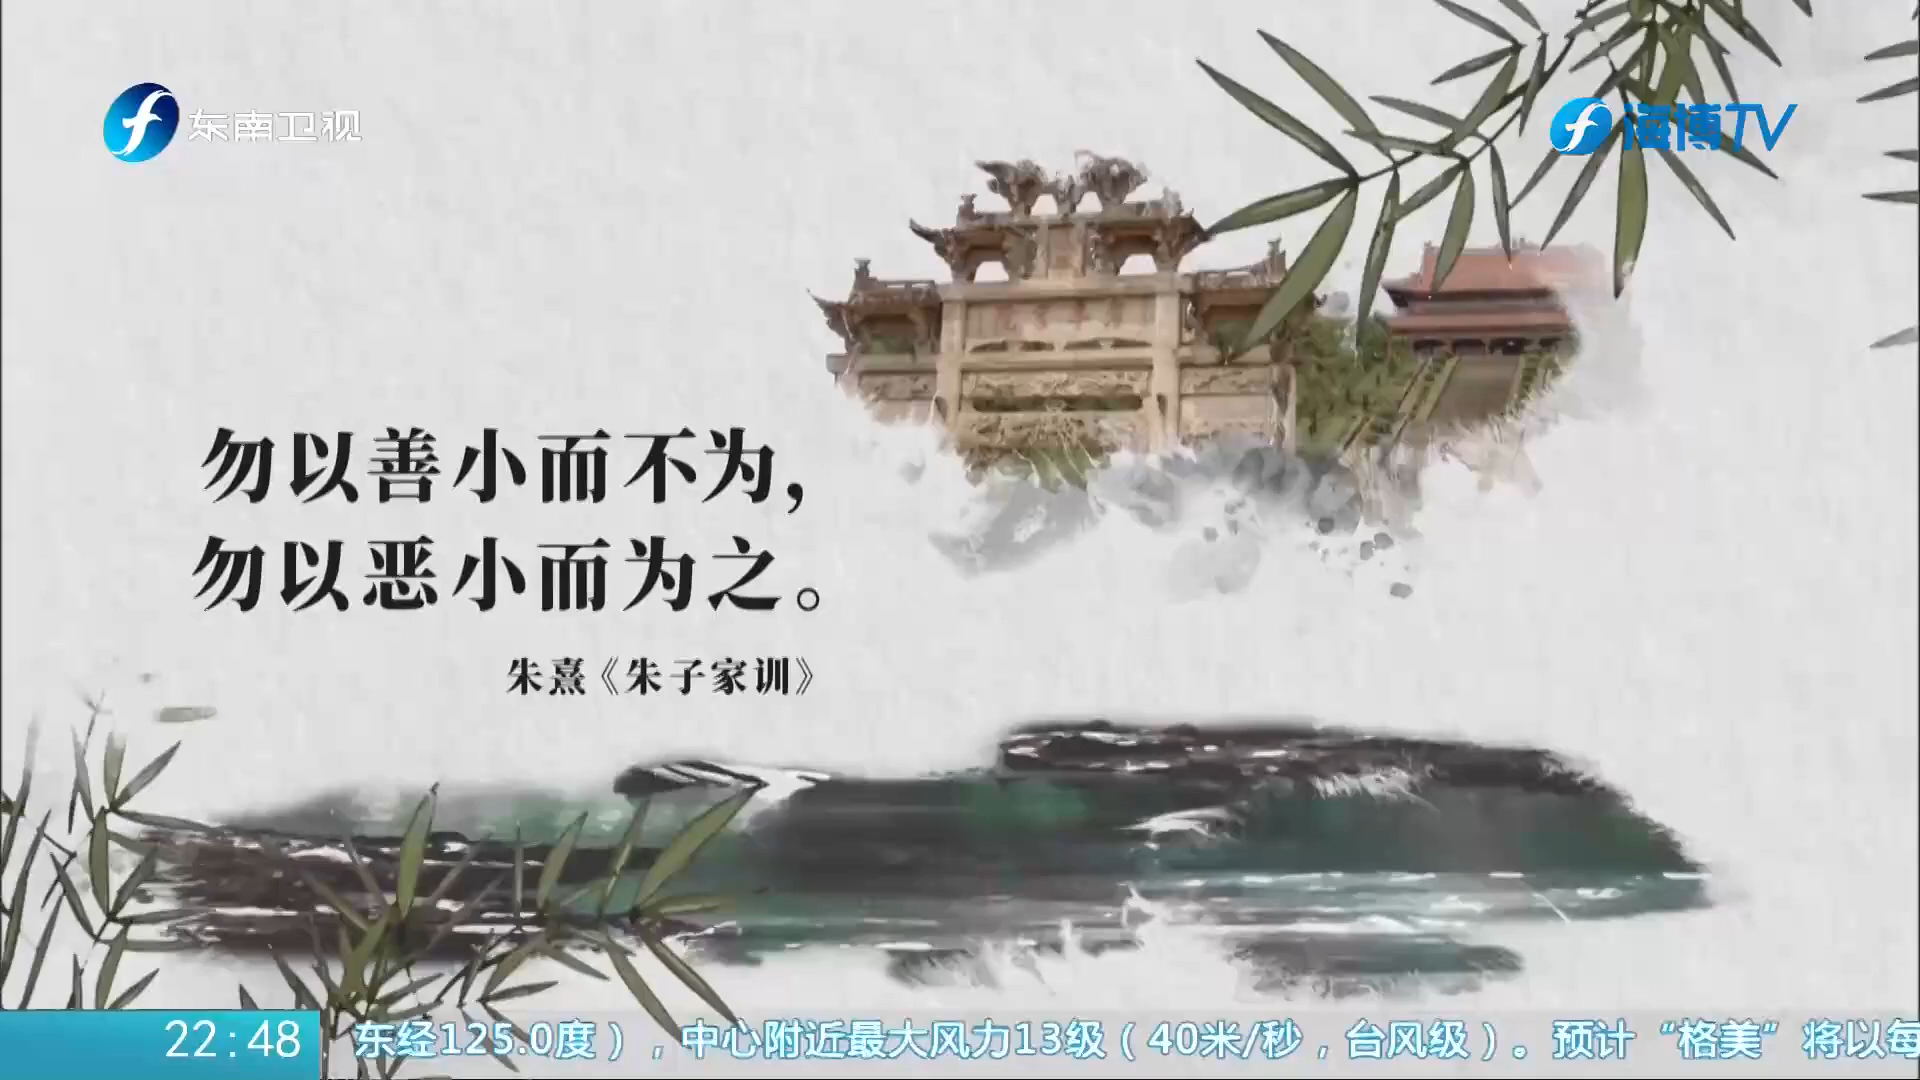 东南卫视
海博TV
勿以善小而不为，
勿以恶小而为之。
朱熹《朱子家训》
22:48
东经125.0度），中心附近最大风力13级（40米/秒，台风级）。预计“格美”将以每